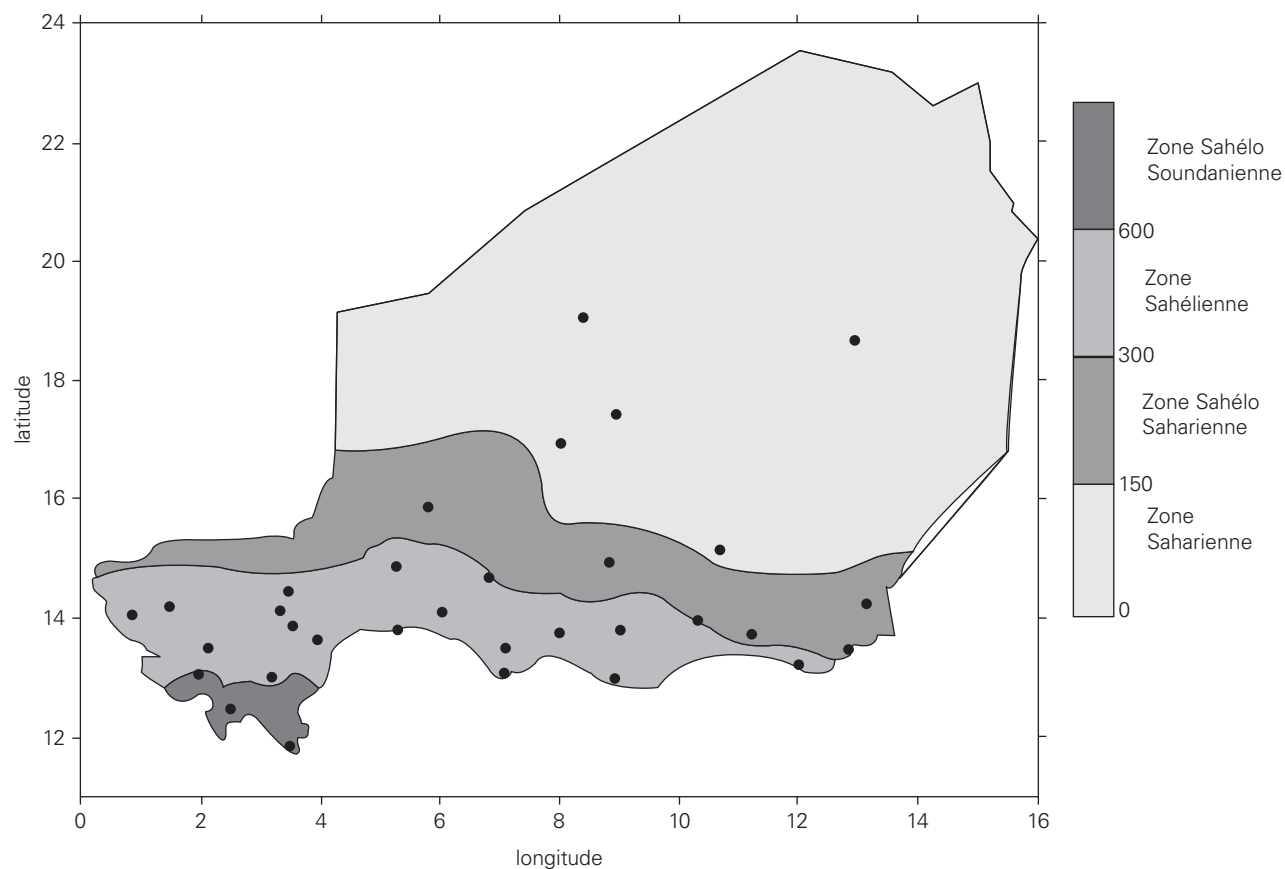 24
22
20
18
16
14
12
latitude
0 2 4 6 8 10 12 14 16
longitude
Zone Sahélo
Soundanienne
600
Zone
Sahélienne
300
Zone Sahélo
Saharienne
150
Zone
Saharienne
0